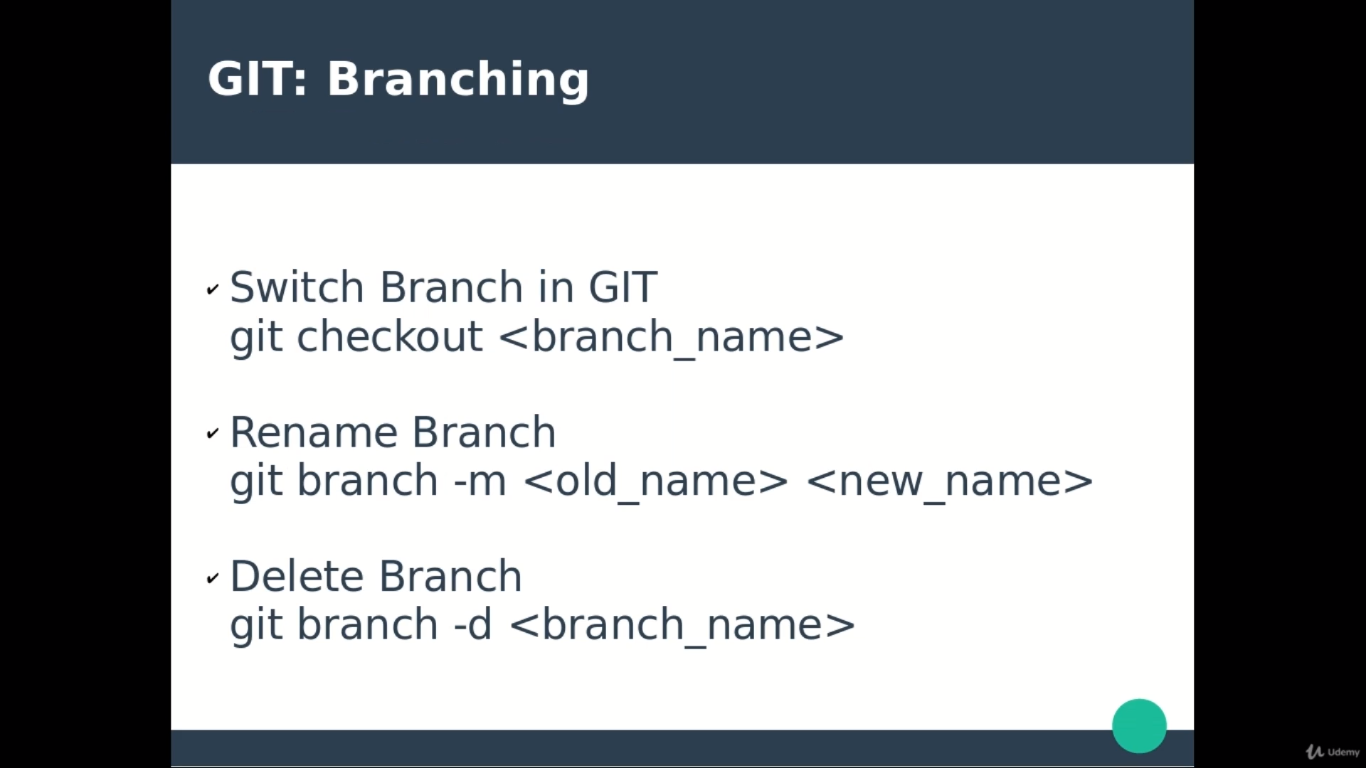 GIT: Branching
✔ Switch Branch in GIT
git checkout <branch_name>
✔ Rename Branch
git branch -m <old_name> <new_name>
✔ Delete Branch
git branch -d <branch_name>
Udemy